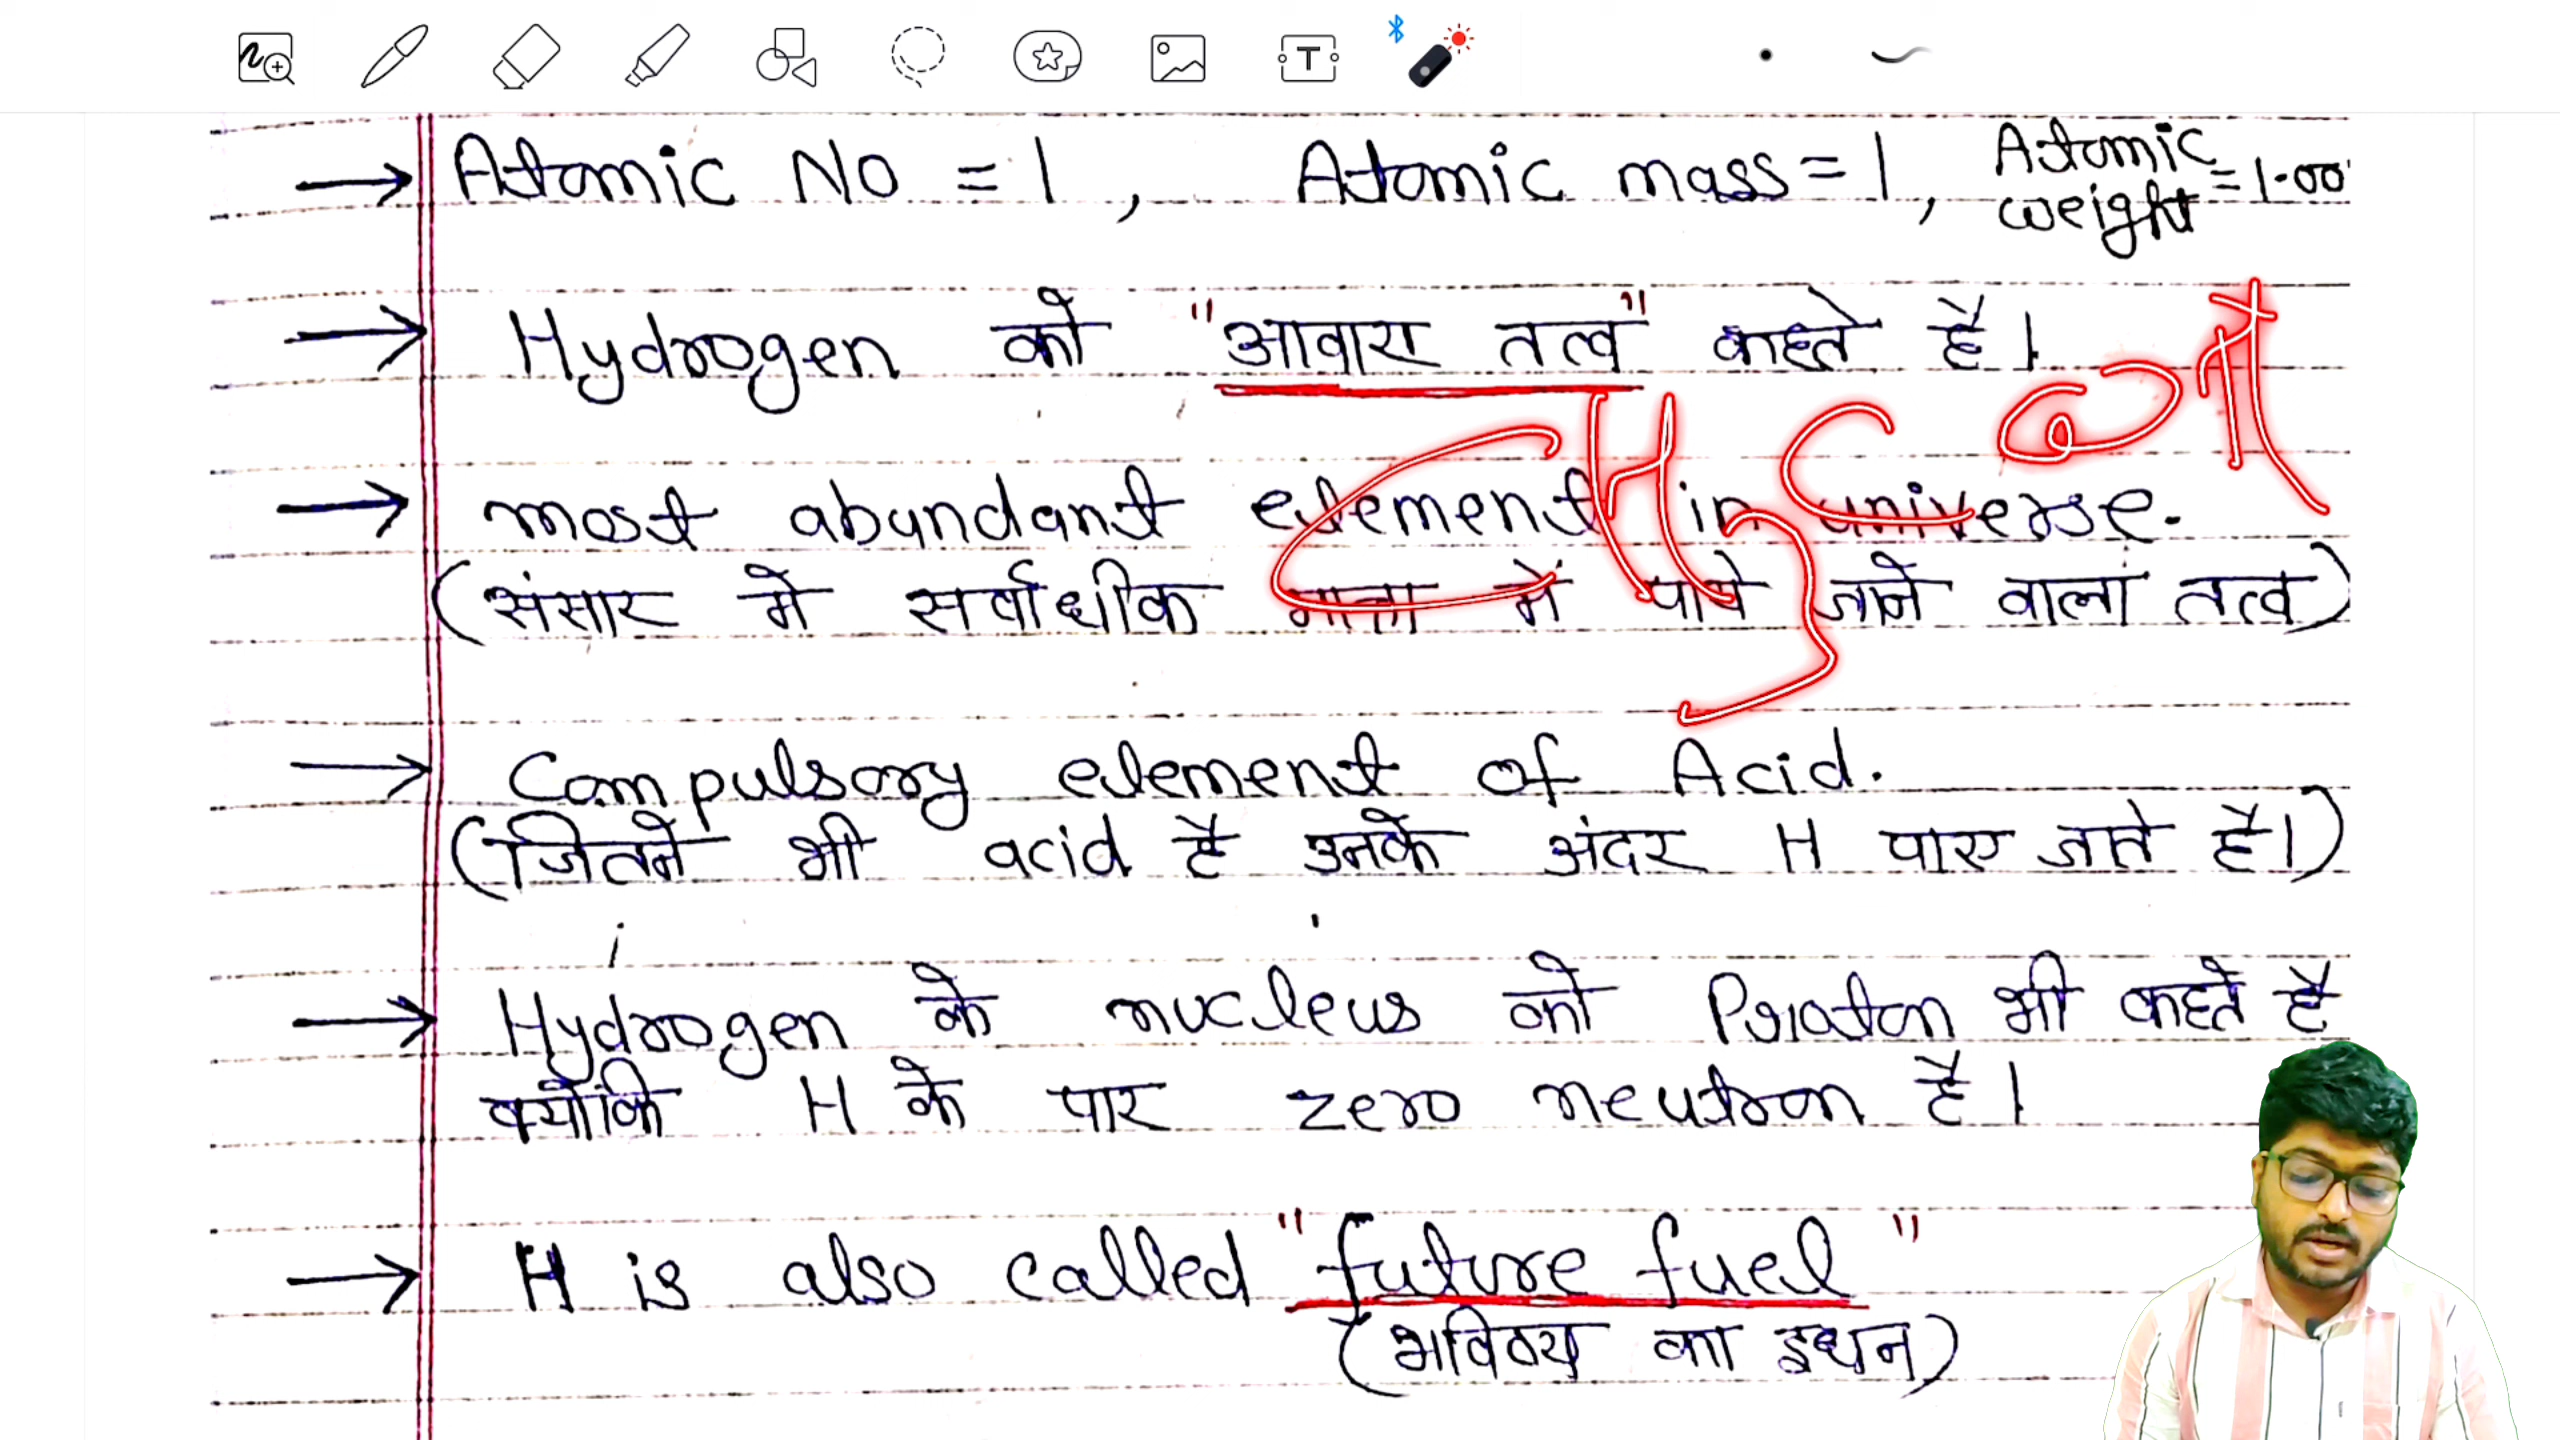 → Atomic No = 1, Atomic mass = 1, Atomic weight = 1.00
→ Hydrogen को "आवारा तत्व" कहते है।
→ most abundant element in universe.
(संसार मे सर्वाधीक मात्रा में पाये जाने वाला तत्व)
→ Compulsory element of Acid.
(जितने भी acid है उनके अंदर H पाए जाते है।)
→ Hydrogen के nucleus को Proton भी कहते है
क्योंकि H के पार zero neutron है।
→ H is also called "future fuel"
(भविष्य का इधन)
CH3COOH